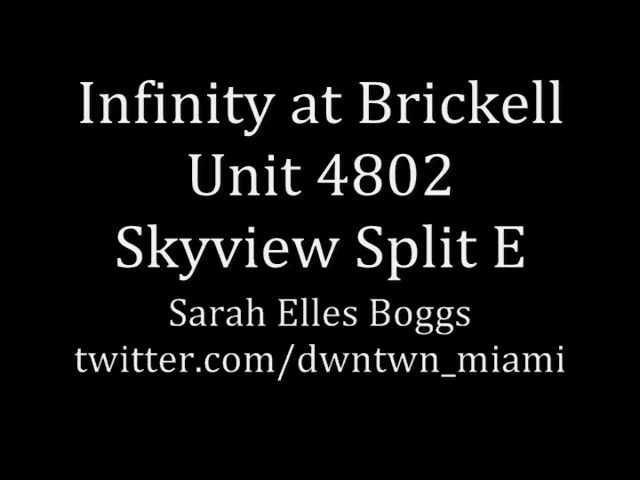 Infinity at Brickell
Unit 4802
Skyview Split E
Sarah Elles Boggs
twitter.com/dwntwn_miami